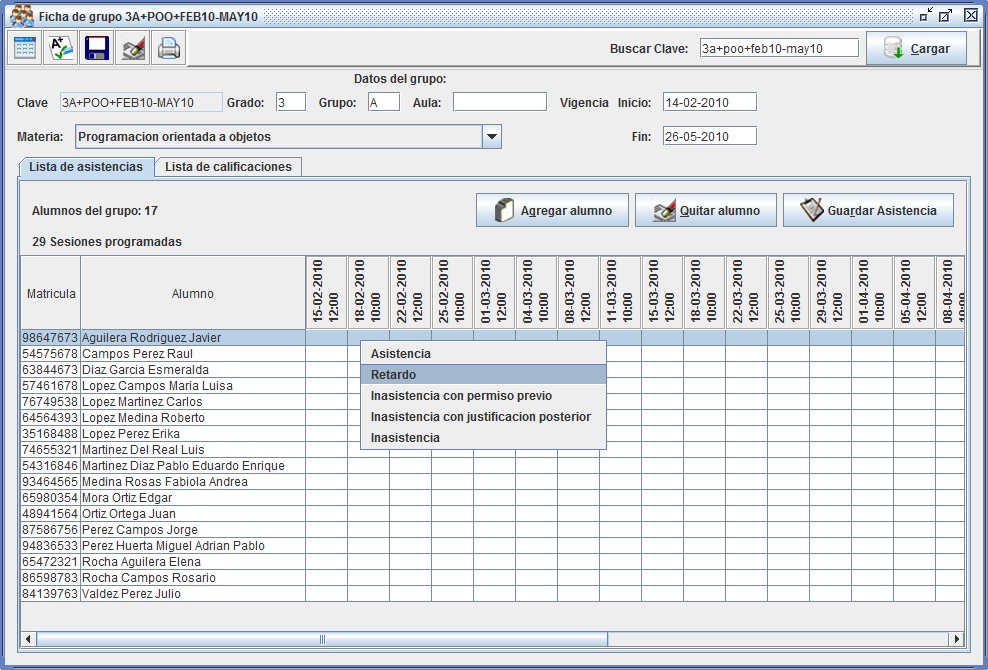 Ficha de grupo 3A+POO+FEB10-MAY10
A+
Buscar Clave: 3a+poo+feb10-may10 Cargar
Datos del grupo:
Clave 3A+POO+FEB10-MAY10 Grado: 3 Grupo: A Aula: Vigencia Inicio: 14-02-2010
Materia: Programacion orientada a objetos Fin: 26-05-2010
Lista de asistencias Lista de calificaciones
Alumnos del grupo: 17 Agregar alumno Quitar alumno Guardar Asistencia
29 Sesiones programadas
Matricula Alumno
15-02-2010 12:00
18-02-2010 10:00
22-02-2010 12:00
25-02-2010 10:00
01-03-2010 12:00
04-03-2010 10:00
08-03-2010 12:00
11-03-2010 10:00
15-03-2010 12:00
18-03-2010 10:00
22-03-2010 12:00
25-03-2010 10:00
29-03-2010 12:00
01-04-2010 10:00
05-04-2010 12:00
08-04-2010
98647673 Aguilera Rodriguez Javier
54575678 Campos Perez Raul
63844673 Diaz Garcia Esmeralda
57461678 Lopez Campos Maria Luisa
76749538 Lopez Martinez Carlos
64564393 Lopez Medina Roberto
35168488 Lopez Perez Erika
74655321 Martinez Del Real Luis
54316846 Martinez Diaz Pablo Eduardo Enrique
93464565 Medina Rosas Fabiola Andrea
65980354 Mora Ortiz Edgar
48941564 Ortiz Ortega Juan
87586756 Perez Campos Jorge
94836533 Perez Huerta Miguel Adrian Pablo
65472321 Rocha Aguilera Elena
86598783 Rocha Campos Rosario
84139763 Valdez Perez Julio
Asistencia
Retardo
Inasistencia con permiso previo
Inasistencia con justificacion posterior
Inasistencia